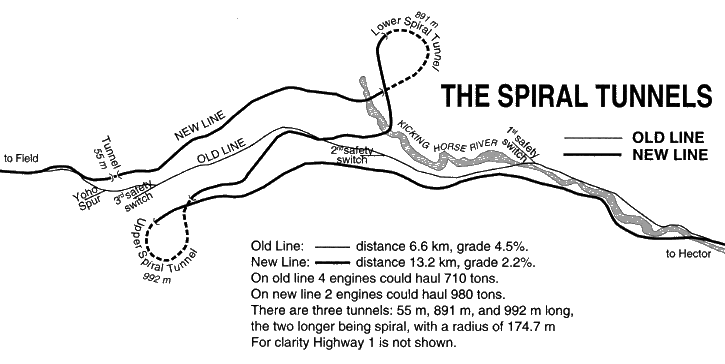 891 m
Lower Spiral Tunnel
THE SPIRAL TUNNELS
KICKING HORSE RIVER
1st safety
switch
OLD LINE
NEW LINE
NEW LINE
OLD LINE
2nd safety
switch
Tunnel
55 m
to Field
Yoho
Spur
3rd safety
switch
Upper Spiral Tunnel
992 m
to Hector
Old Line: distance 6.6 km, grade 4.5%.
New Line: distance 13.2 km, grade 2.2%.
On old line 4 engines could haul 710 tons.
On new line 2 engines could haul 980 tons.
There are three tunnels: 55 m, 891 m, and 992 m long,
the two longer being spiral, with a radius of 174.7 m
For clarity Highway 1 is not shown.